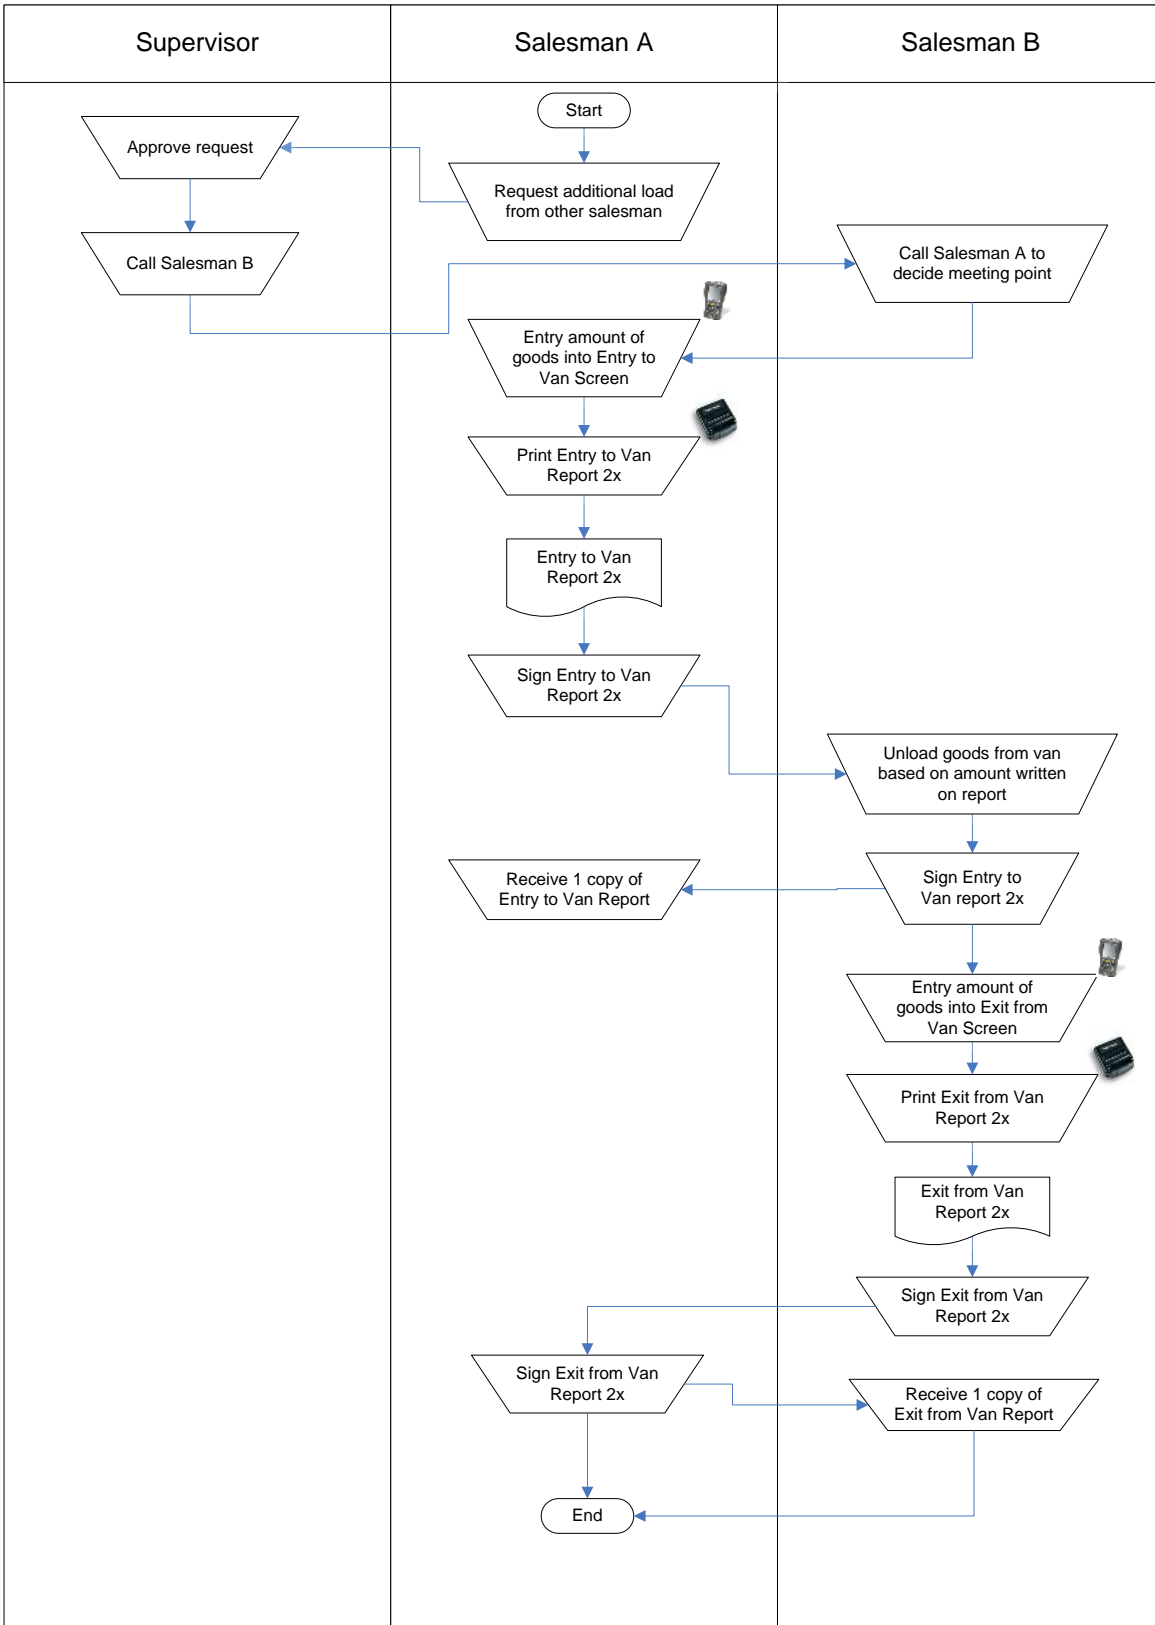 Supervisor
Salesman A
Salesman B
Start
Approve request
Request additional load
from other salesman
Call Salesman B
Call Salesman A to
decide meeting point
Entry amount of
goods into Entry to
Van Screen
Print Entry to Van
Report 2x
Entry to Van
Report 2x
Sign Entry to Van
Report 2x
Unload goods from van
based on amount written
on report
Receive 1 copy of
Entry to Van Report
Sign Entry to
Van report 2x
Entry amount of
goods into Exit from
Van Screen
Print Exit from Van
Report 2x
Exit from Van
Report 2x
Sign Exit from Van
Report 2x
Sign Exit from Van
Report 2x
Receive 1 copy of
Exit from Van Report
End